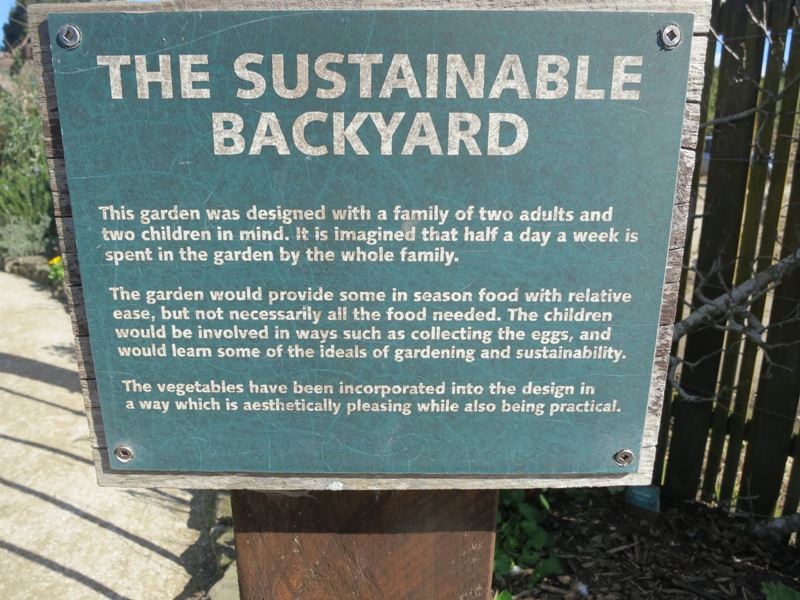 THE SUSTAINABLE
BACKYARD
This garden was designed with a family of two adults and
two children in mind. It is imagined that half a day a week is
spent in the garden by the whole family.
The garden would provide some in season food with relative
ease, but not necessarily all the food needed. The children
would be involved in ways such as collecting the eggs, and
would learn some of the ideals of gardening and sustainability.
The vegetables have been incorporated into the design in
a way which is aesthetically pleasing while also being practical.